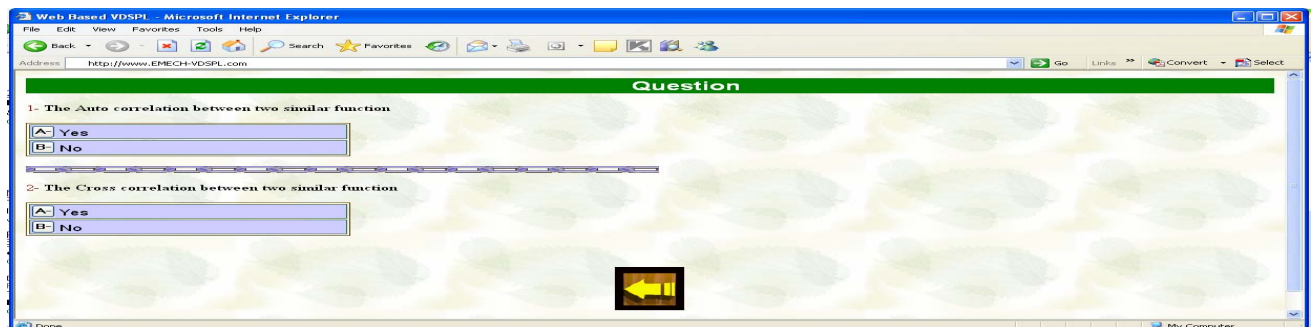 Web Based VDSPL - Microsoft Internet Explorer
File Edit View Favorites Tools Help
Back Search Favorites
Address http://www.EMECH-VDSPL.com Go Links » Convert Select
Question
1- The Auto correlation between two similar function
A- Yes
B- No
2- The Cross correlation between two similar function
A- Yes
B- No
Done My Computer